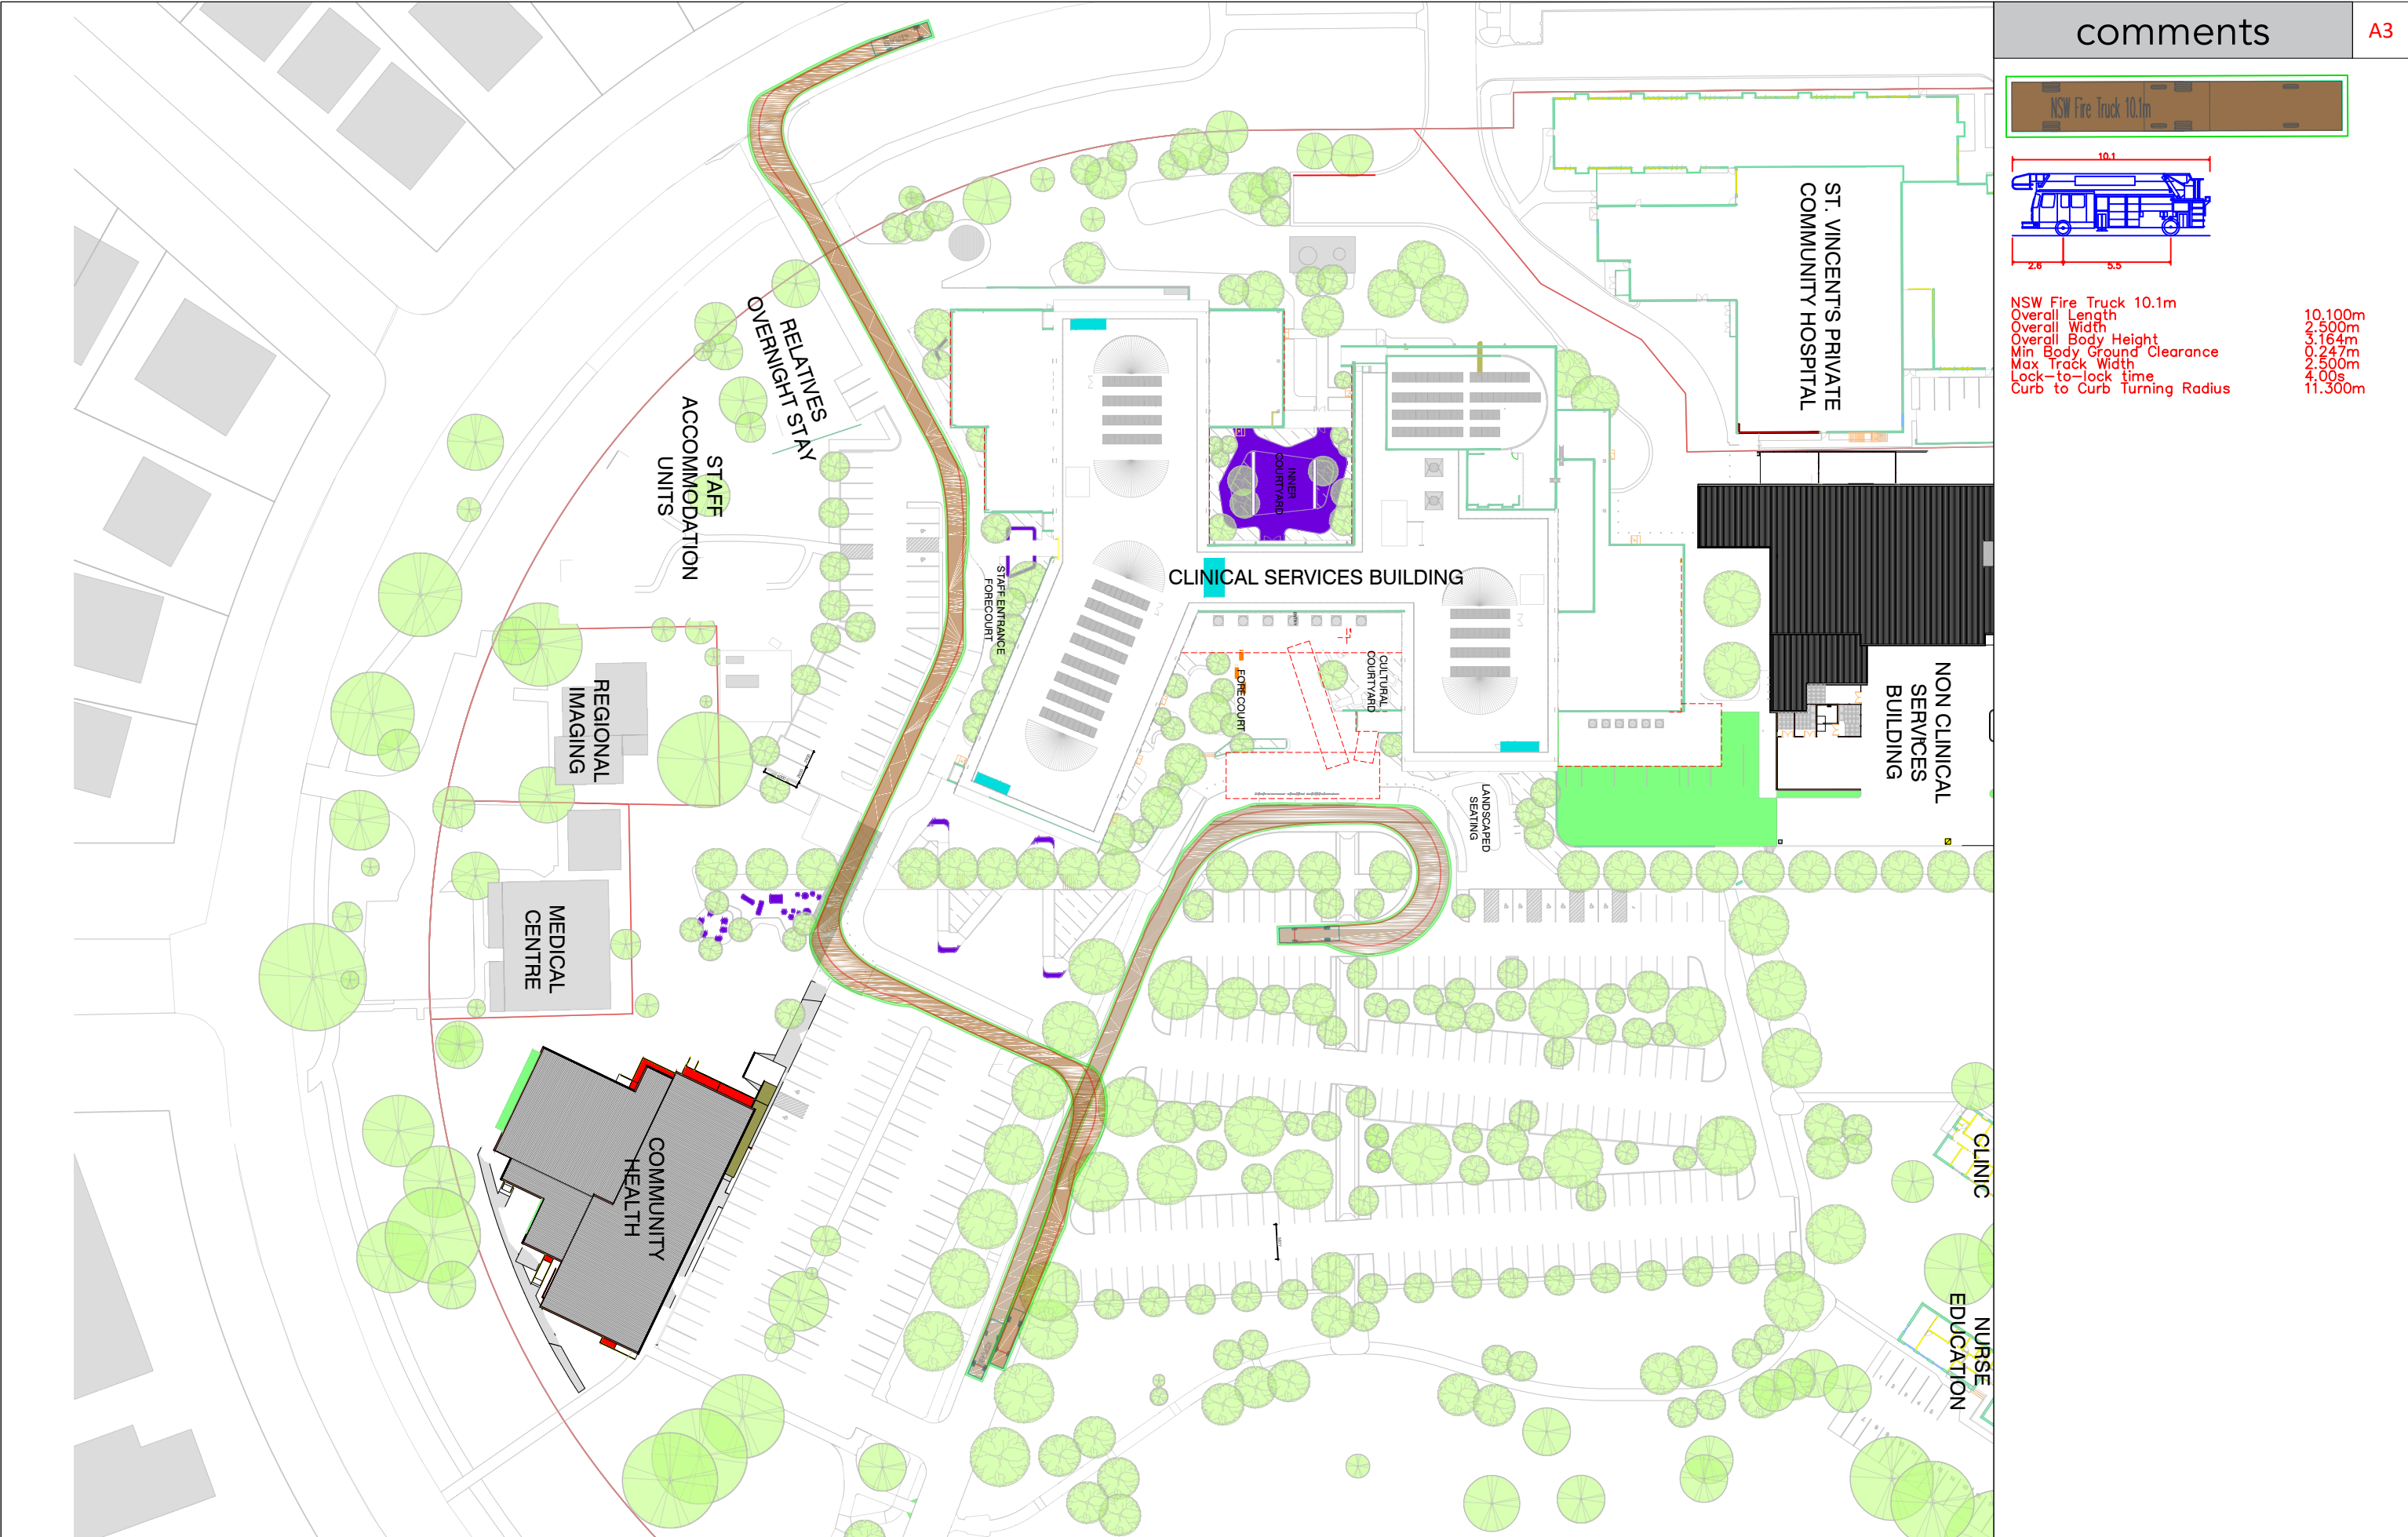 comments
A3
NSW Fire Truck 10.1m
10.1
2.6
5.5
NSW Fire Truck 10.1m
Overall Length 10.100m
Overall Width 2.500m
Overall Body Height 3.164m
Min Body Ground Clearance 0.247m
Max Track Width 2.500m
Lock-to-lock time 4.00s
Curb to Curb Turning Radius 11.300m
ST. VINCENT'S PRIVATE
COMMUNITY HOSPITAL
RELATIVES
OVERNIGHT STAY
STAFF
ACCOMMODATION
UNITS
INNER
COURTYARD
CLINICAL SERVICES BUILDING
STAFF ENTRANCE
FORECOURT
CULTURAL
COURTYARD
FORECOURT
REGIONAL
IMAGING
NON CLINICAL
SERVICES
BUILDING
LANDSCAPED
SEATING
MEDICAL
CENTRE
COMMUNITY
HEALTH
CLINIC
NURSE
EDUCATION